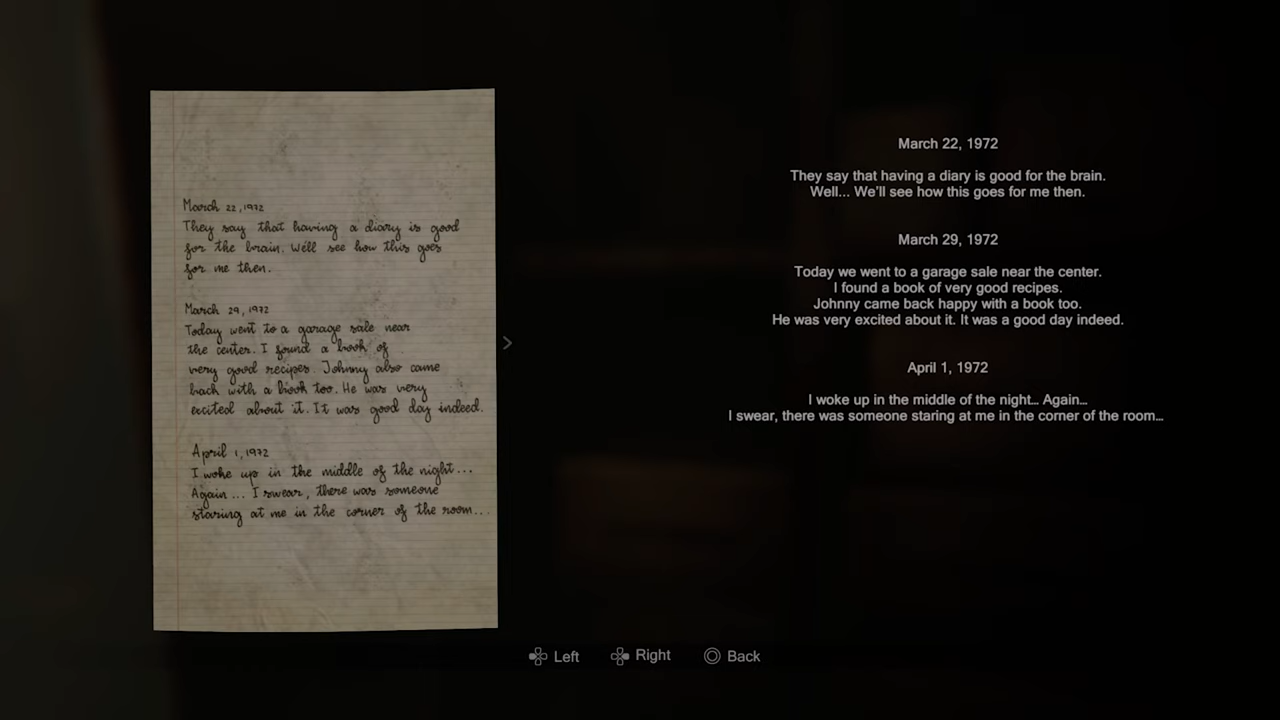 March 22, 1972
They say that having a diary is good
for the brain. We'll see how this goes
for me then.
March 29, 1972
Today went to a garage sale near
the center. I found a book of
very good recipes. Johnny also came
back with a book too. He was very
excited about it. It was good day indeed.
April 1, 1972
I woke up in the middle of the night...
Again... I swear, there was someone
staring at me in the corner of the room...
March 22, 1972
They say that having a diary is good for the brain.
Well... We'll see how this goes for me then.
March 29, 1972
Today we went to a garage sale near the center.
I found a book of very good recipes.
Johnny came back happy with a book too.
He was very excited about it. It was a good day indeed.
April 1, 1972
I woke up in the middle of the night... Again...
I swear, there was someone staring at me in the corner of the room...
Left
Right
Back